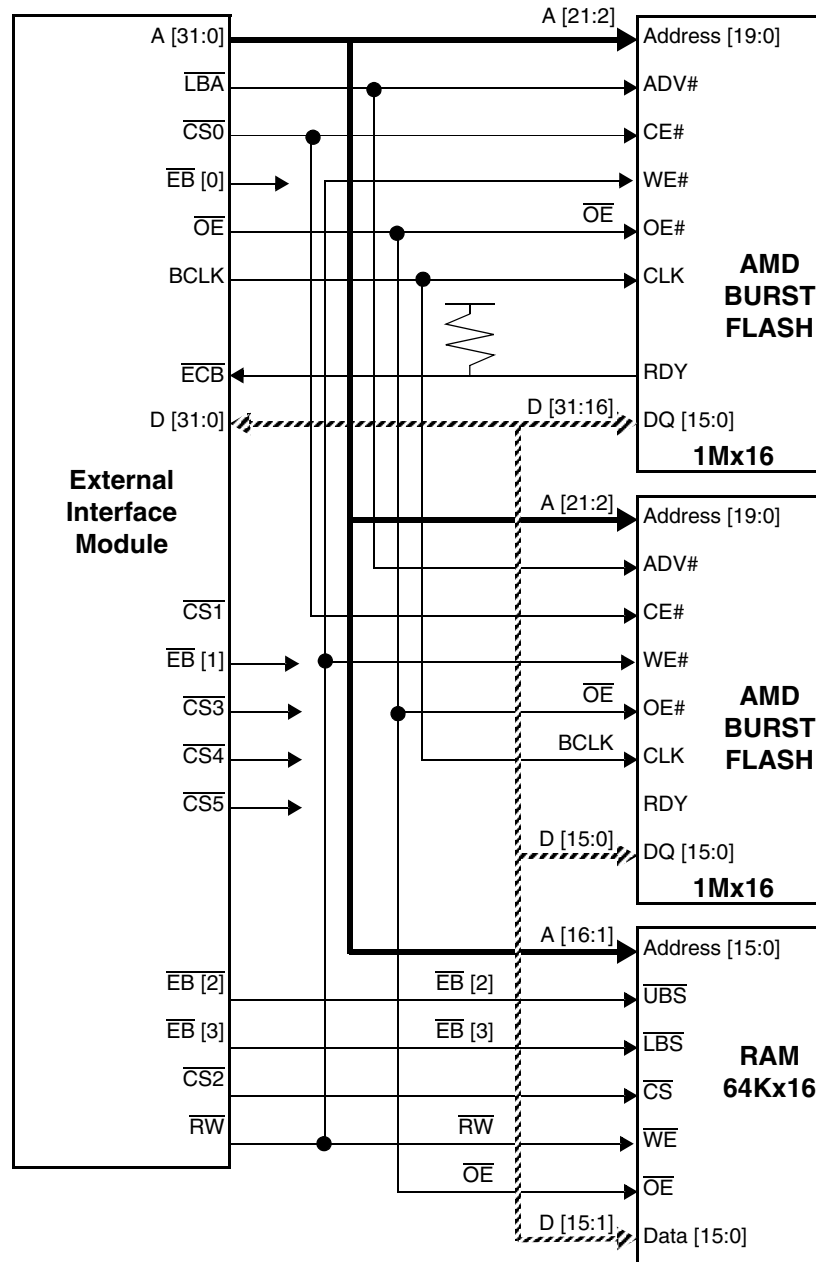 A [31:0]
A [21:2]
Address [19:0]
LBA
ADV#
CS0
CE#
EB [0]
WE#
OE
OE
OE#
BCLK
CLK
AMD
BURST
FLASH
ECB
RDY
D [31:0]
D [31:16]
DQ [15:0]
1Mx16
External
Interface
Module
A [21:2]
Address [19:0]
ADV#
CS1
CE#
EB [1]
WE#
CS3
OE
OE#
AMD
BURST
FLASH
CS4
BCLK
CLK
CS5
RDY
D [15:0]
DQ [15:0]
1Mx16
A [16:1]
Address [15:0]
EB [2]
EB [2]
UBS
EB [3]
EB [3]
LBS
RAM
64Kx16
CS2
CS
RW
RW
WE
OE
OE
D [15:1]
Data [15:0]